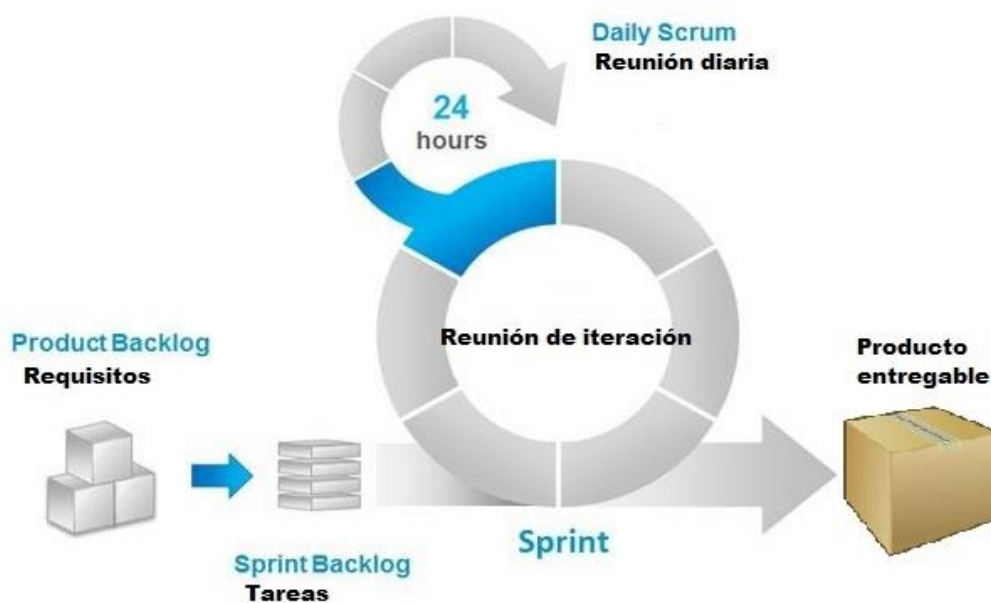 Daily Scrum
Reunión diaria
24
hours
Reunión de iteración
Product Backlog
Requisitos
Producto
entregable
Sprint
Sprint Backlog
Tareas